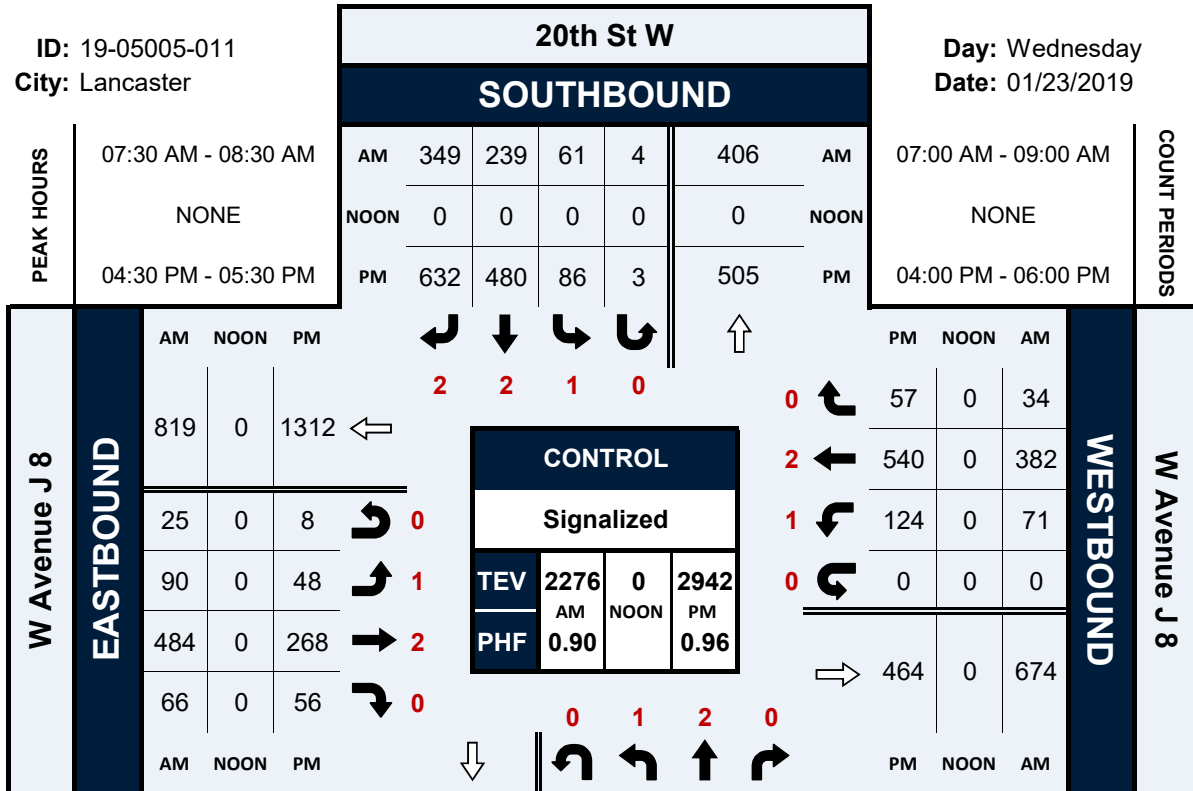 ID: 19-05005-011
City: Lancaster
20th St W
SOUTHBOUND
Day: Wednesday
Date: 01/23/2019
PEAK HOURS
07:30 AM - 08:30 AM
NONE
04:30 PM - 05:30 PM
AM 349 239 61 4 406 AM
NOON 0 0 0 0 0 NOON
PM 632 480 86 3 505 PM
07:00 AM - 09:00 AM
NONE
04:00 PM - 06:00 PM
COUNT PERIODS
2 2 1 0
W Avenue J 8
EASTBOUND
AM NOON PM
819 0 1312
25 0 8 0
90 0 48 1
484 0 268 2
66 0 56 0
AM NOON PM
CONTROL
Signalized
TEV 2276 0 2942
AM NOON PM
PHF 0.90 0.96
PM NOON AM
0 57 0 34
2 540 0 382
1 124 0 71
0 0 0 0
464 0 674
PM NOON AM
WESTBOUND
W Avenue J 8
0 1 2 0